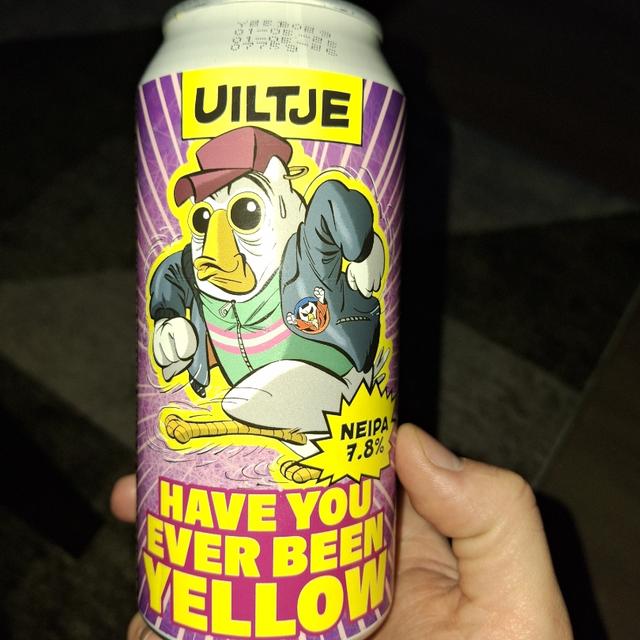 UILTJE
NEIPA
7.8%
HAVE YOU
EVER BEEN
YELLOW